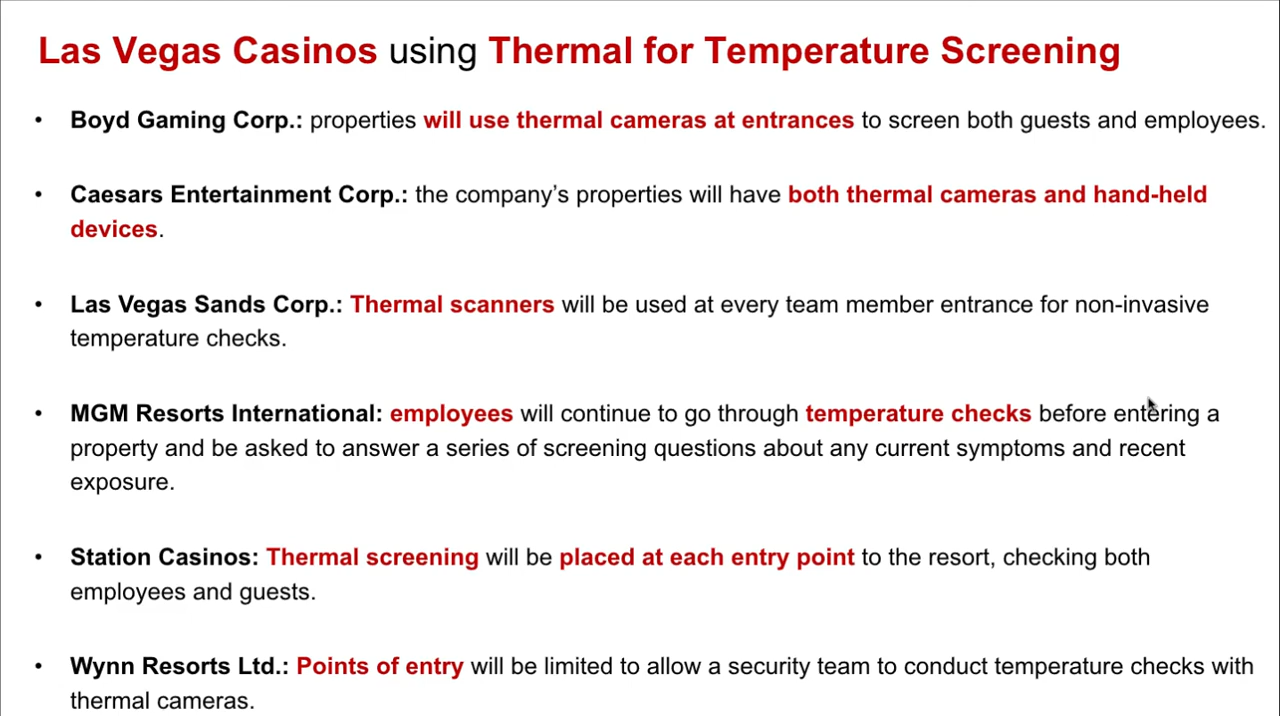 Las Vegas Casinos using Thermal for Temperature Screening
• Boyd Gaming Corp.: properties will use thermal cameras at entrances to screen both guests and employees.
• Caesars Entertainment Corp.: the company’s properties will have both thermal cameras and hand-held
devices.
• Las Vegas Sands Corp.: Thermal scanners will be used at every team member entrance for non-invasive
temperature checks.
• MGM Resorts International: employees will continue to go through temperature checks before entering a
property and be asked to answer a series of screening questions about any current symptoms and recent
exposure.
• Station Casinos: Thermal screening will be placed at each entry point to the resort, checking both
employees and guests.
• Wynn Resorts Ltd.: Points of entry will be limited to allow a security team to conduct temperature checks with
thermal cameras.